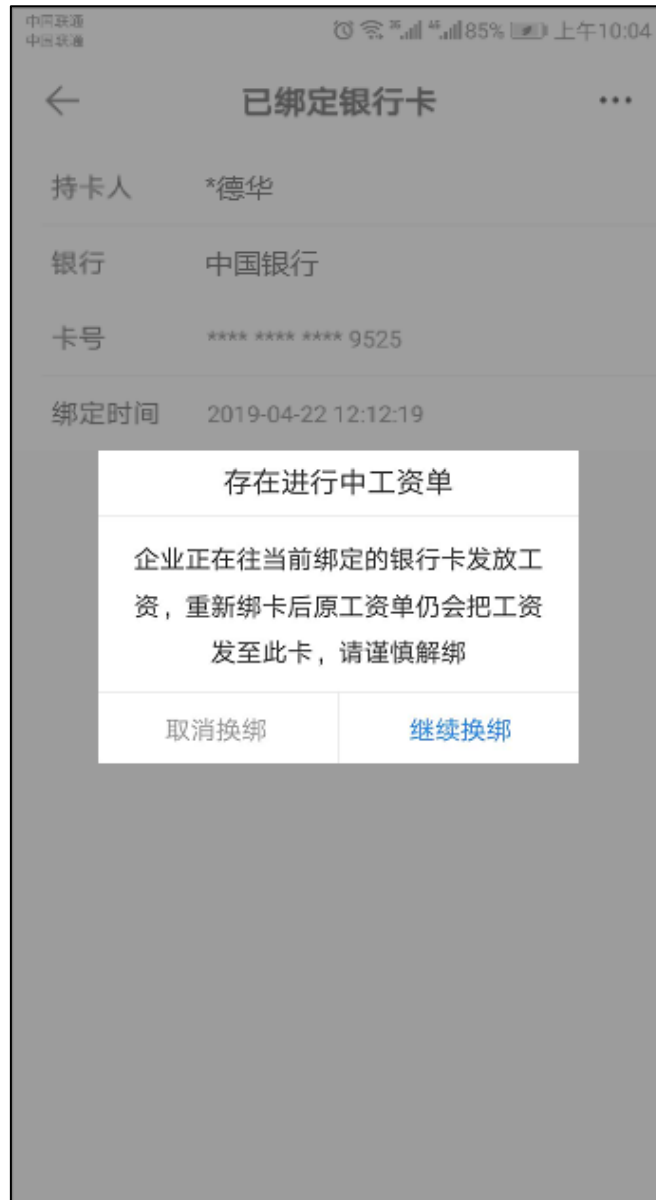 中国联通
中国联通
85% 上午10:04
已绑定银行卡
持卡人 *德华
银行 中国银行
卡号 **** **** **** 9525
绑定时间 2019-04-22 12:12:19
存在进行中工资单
企业正在往当前绑定的银行卡发放工
资，重新绑卡后原工资单仍会把工资
发至此卡，请谨慎解绑
取消换绑 继续换绑